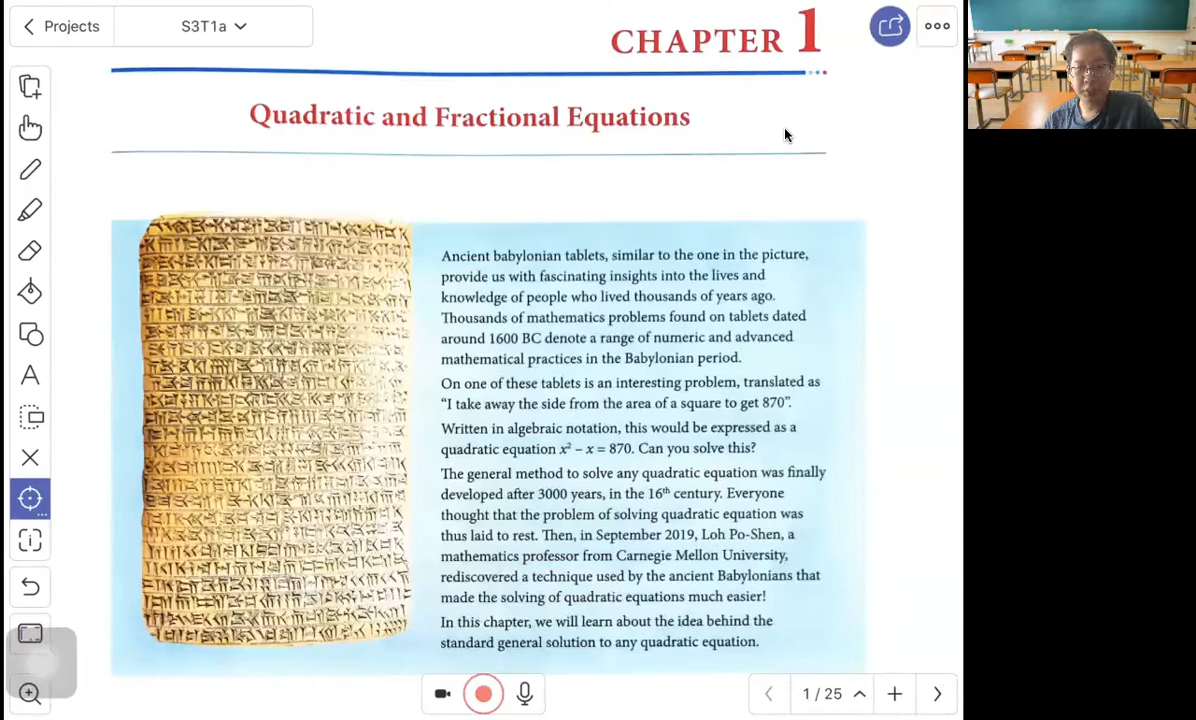 Projects
S3T1a
CHAPTER 1
Quadratic and Fractional Equations
Ancient babylonian tablets, similar to the one in the picture,
provide us with fascinating insights into the lives and
knowledge of people who lived thousands of years ago.
Thousands of mathematics problems found on tablets dated
around 1600 BC denote a range of numeric and advanced
mathematical practices in the Babylonian period.
On one of these tablets is an interesting problem, translated as
“I take away the side from the area of a square to get 870”.
Written in algebraic notation, this would be expressed as a
quadratic equation x² – x = 870. Can you solve this?
The general method to solve any quadratic equation was finally
developed after 3000 years, in the 16th century. Everyone
thought that the problem of solving quadratic equation was
thus laid to rest. Then, in September 2019, Loh Po-Shen, a
mathematics professor from Carnegie Mellon University,
rediscovered a technique used by the ancient Babylonians that
made the solving of quadratic equations much easier!
In this chapter, we will learn about the idea behind the
standard general solution to any quadratic equation.
1 / 25